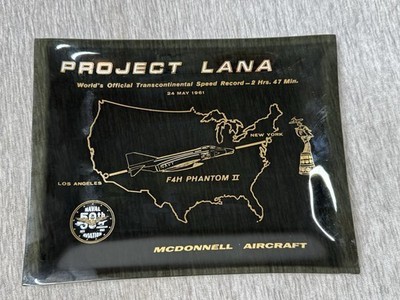 PROJECT LANA
World's Official Transcontinental Speed Record—2 Hrs. 47 Min.
24 MAY 1961
NEW YORK
F4H PHANTOM II
LOS ANGELES
NAVAL
50th
AVIATION
MCDONNELL AIRCRAFT